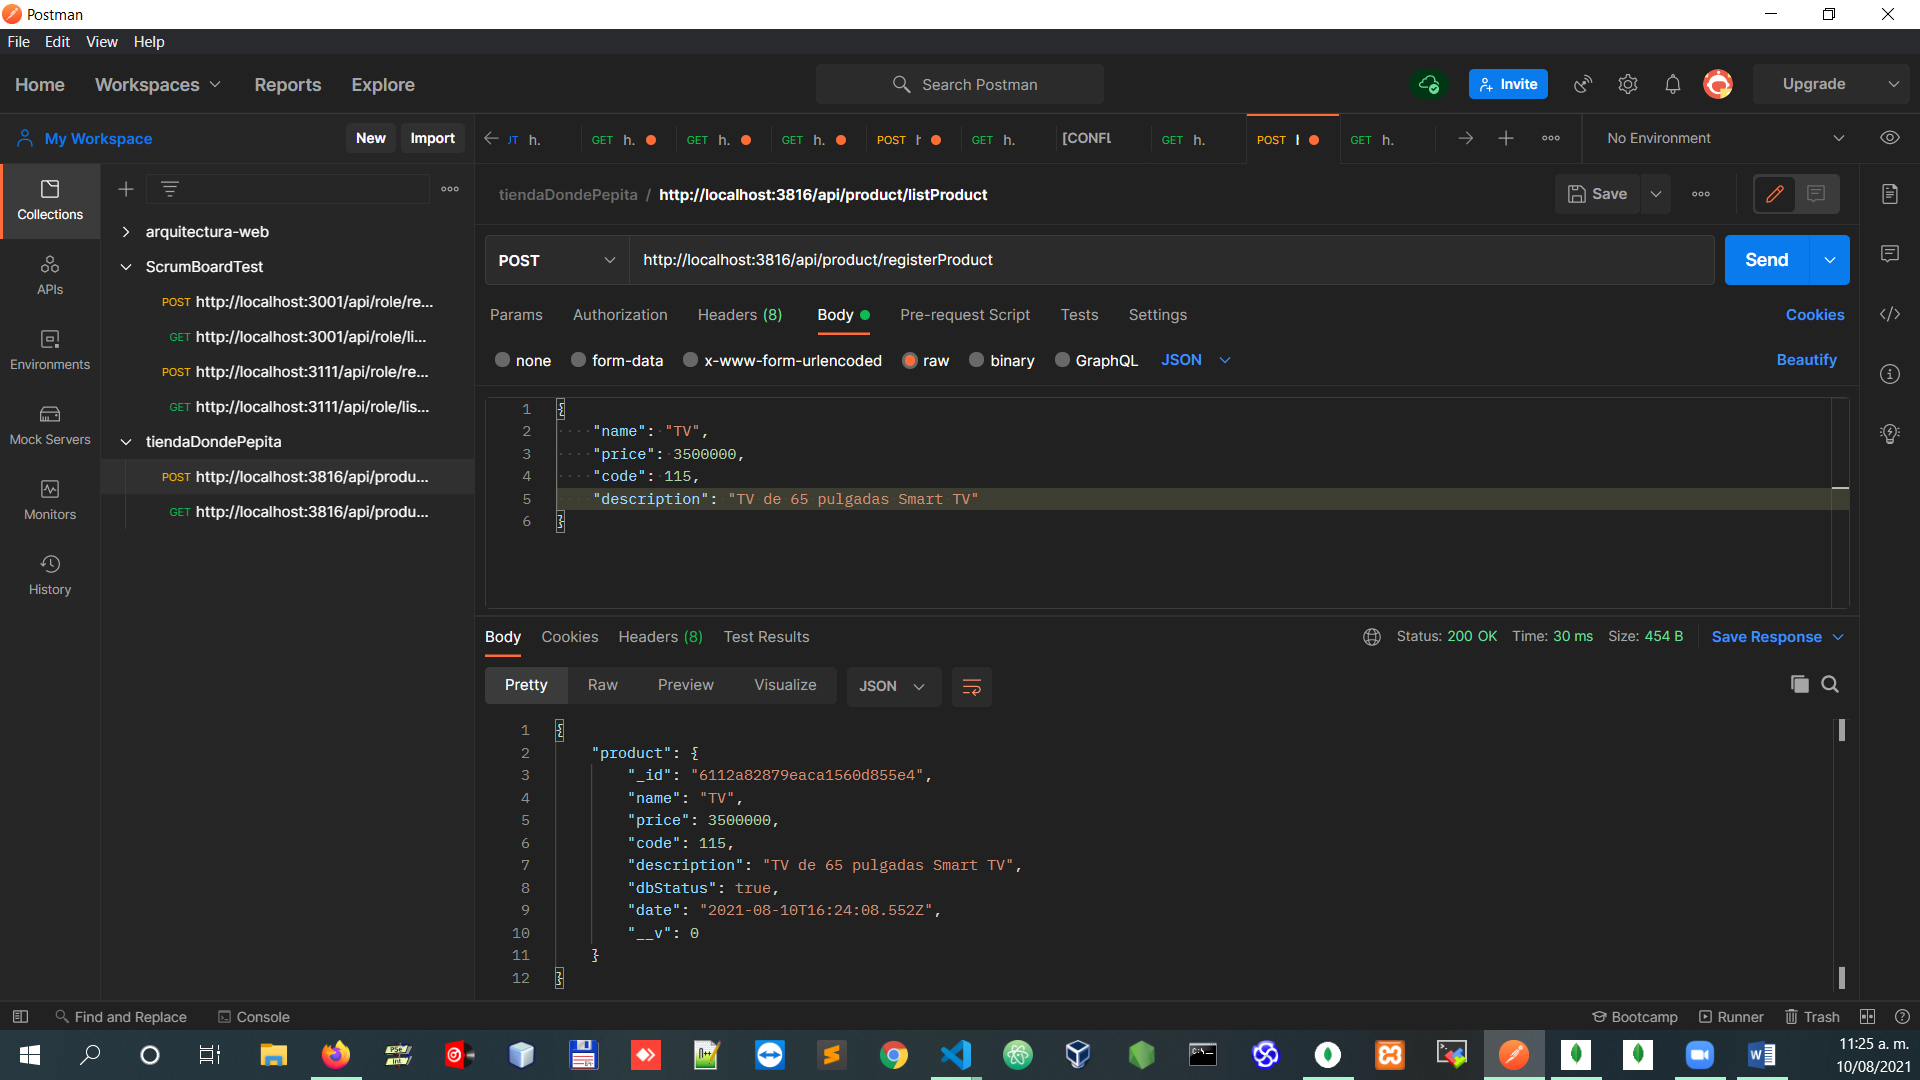 Postman
File Edit View Help
Home Workspaces Reports Explore Search Postman Invite Upgrade
My Workspace New Import
JT h. GET h. GET h. GET h. POST h GET h. [CONFL GET h. POST GET h. No Environment
Collections
APIs
Environments
Mock Servers
Monitors
History
arquitectura-web
ScrumBoardTest
POST http://localhost:3001/api/role/re...
GET http://localhost:3001/api/role/li...
POST http://localhost:3111/api/role/re...
GET http://localhost:3111/api/role/lis...
tiendaDondePepita
POST http://localhost:3816/api/produ...
GET http://localhost:3816/api/produ...
tiendaDondePepita / http://localhost:3816/api/product/listProduct Save
POST http://localhost:3816/api/product/registerProduct Send
Params Authorization Headers (8) Body Pre-request Script Tests Settings Cookies
none form-data x-www-form-urlencoded raw binary GraphQL JSON Beautify
1 {
2 "name": "TV",
3 "price": 3500000,
4 "code": 115,
5 "description": "TV de 65 pulgadas Smart TV"
6 }
Body Cookies Headers (8) Test Results Status: 200 OK Time: 30 ms Size: 454 B Save Response
Pretty Raw Preview Visualize JSON
1 {
2 "product": {
3 "_id": "6112a82879eaca1560d855e4",
4 "name": "TV",
5 "price": 3500000,
6 "code": 115,
7 "description": "TV de 65 pulgadas Smart TV",
8 "dbStatus": true,
9 "date": "2021-08-10T16:24:08.552Z",
10 "__v": 0
11 }
12 }
Find and Replace Console Bootcamp Runner Trash
11:25 a. m.
10/08/2021